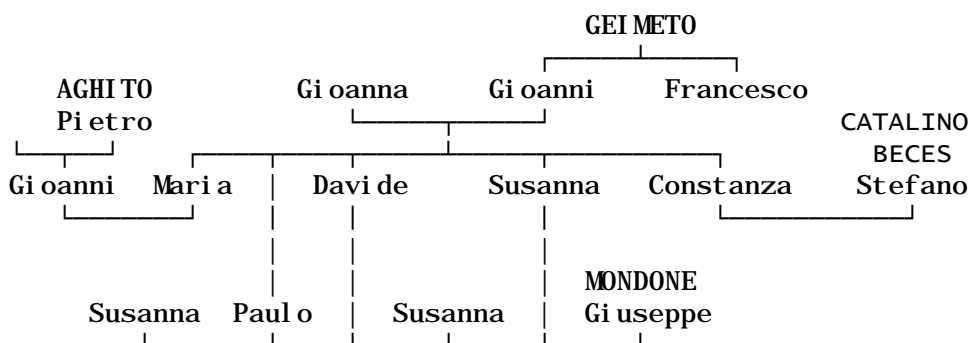 GEIMETO
AGHITO Gioanna Gioanni Francesco
Pietro CATALINO
BECES
Gioanni Maria Davide Susanna Constanza Stefano
MONDONE
Susanna Paulo Susanna Giuseppe